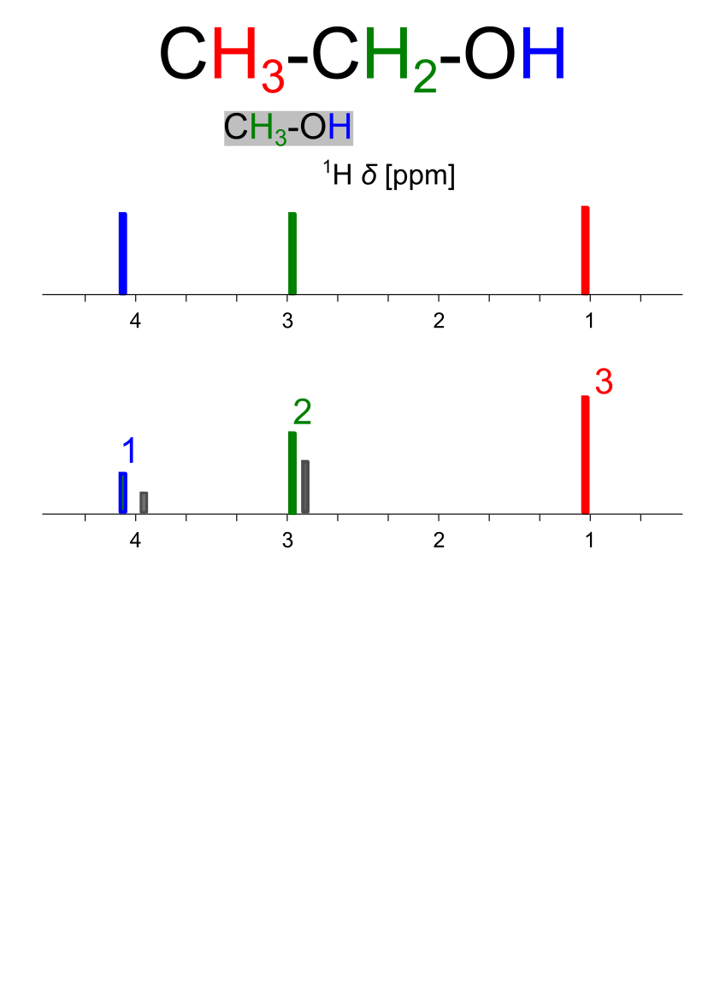 CH₃-CH₂-OH
CH₃-OH
¹H δ [ppm]
4 3 2 1
3
2
1
4 3 2 1